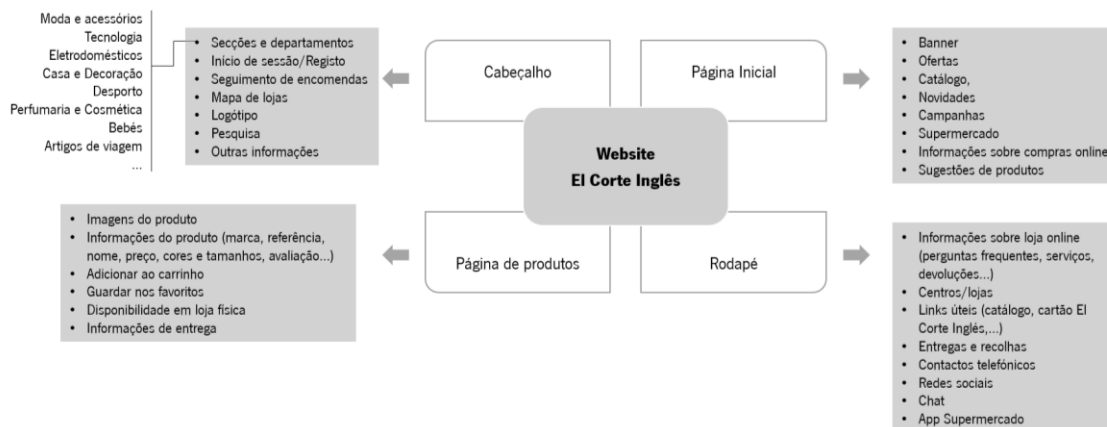 Moda e acessórios
Tecnologia
Eletrodomésticos
Casa e Decoração
Desporto
Perfumaria e Cosmética
Bebés
Artigos de viagem
...
• Secções e departamentos
• Início de sessão/Registo
• Seguimento de encomendas
• Mapa de lojas
• Logótipo
• Pesquisa
• Outras informações
Cabeçalho
Página Inicial
• Banner
• Ofertas
• Catálogo,
• Novidades
• Campanhas
• Supermercado
• Informações sobre compras online
• Sugestões de produtos
Website
El Corte Inglês
• Imagens do produto
• Informações do produto (marca, referência,
nome, preço, cores e tamanhos, avaliação...)
• Adicionar ao carrinho
• Guardar nos favoritos
• Disponibilidade em loja física
• Informações de entrega
Página de produtos
Rodapé
• Informações sobre loja online
(perguntas frequentes, serviços,
devoluções...)
• Centros/lojas
• Links úteis (catálogo, cartão El
Corte Inglés,...)
• Entregas e recolhas
• Contactos telefónicos
• Redes sociais
• Chat
• App Supermercado